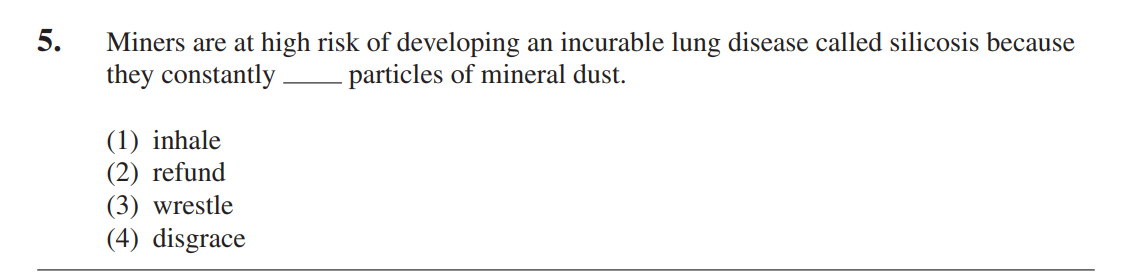 5. Miners are at high risk of developing an incurable lung disease called silicosis because
they constantly ____ particles of mineral dust.
(1) inhale
(2) refund
(3) wrestle
(4) disgrace